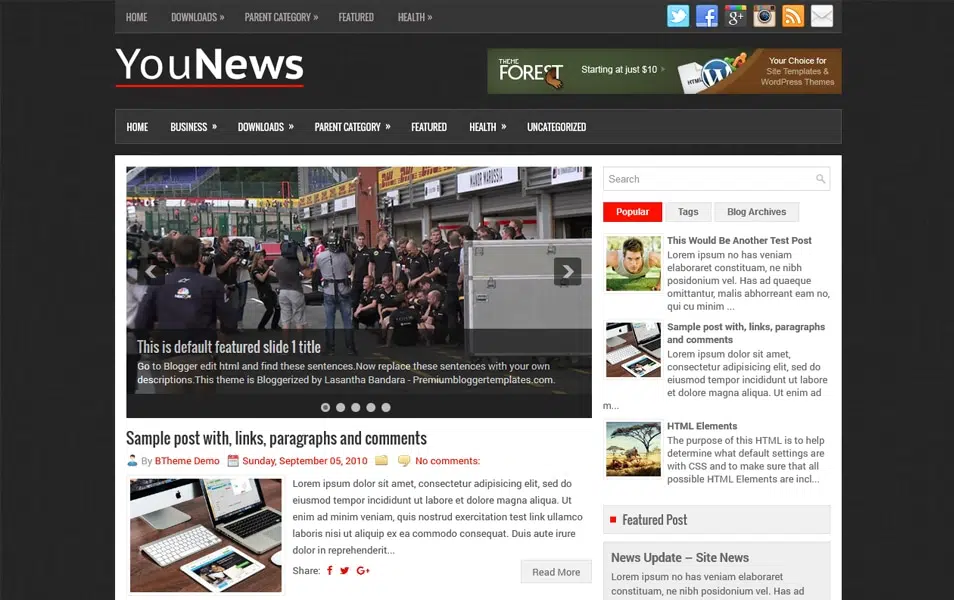 HOME DOWNLOADS » PARENT CATEGORY » FEATURED HEALTH »
YouNews
THEME
FOREST
Starting at just $10 »
HTML
Your Choice for
Site Templates &
WordPress Themes
HOME BUSINESS » DOWNLOADS » PARENT CATEGORY » FEATURED HEALTH » UNCATEGORIZED
MANOR MARUSSIA
This is default featured slide 1 title
Go to Blogger edit html and find these sentences.Now replace these sentences with your own
descriptions.This theme is Bloggerized by Lasantha Bandara - Premiumbloggertemplates.com.
Sample post with, links, paragraphs and comments
By BTheme Demo Sunday, September 05, 2010 No comments:
Lorem ipsum dolor sit amet, consectetur adipisicing elit, sed do
eiusmod tempor incididunt ut labore et dolore magna aliqua. Ut
enim ad minim veniam, quis nostrud exercitation test link ullamco
laboris nisi ut aliquip ex ea commodo consequat. Duis aute irure
dolor in reprehenderit...
Share:
Read More
Search
Popular Tags Blog Archives
This Would Be Another Test Post
Lorem ipsum no has veniam
elaboraret constituam, ne nibh
posidonium vel. Has ad quaeque
omittantur, malis abhorreant eam no,
qui cu minim ...
Sample post with, links, paragraphs
and comments
Lorem ipsum dolor sit amet,
consectetur adipisicing elit, sed do
eiusmod tempor incididunt ut labore
et dolore magna aliqua. Ut enim ad
m...
HTML Elements
The purpose of this HTML is to help
determine what default settings are
with CSS and to make sure that all
possible HTML Elements are incl...
Featured Post
News Update – Site News
Lorem ipsum no has veniam elaboraret
constituam, ne nibh posidonium vel. Has ad